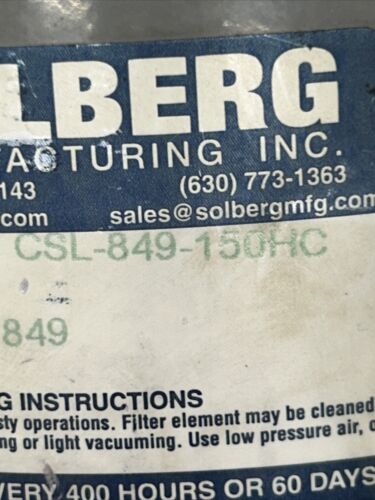 LBERG
ACTURING INC.
143 (630) 773-1363
.com sales@solbergmfg.com
CSL-849-150HC
849
G INSTRUCTIONS
sty operations. Filter element may be cleaned
ng or light vacuuming. Use low pressure air,
VERY 400 HOURS OR 60 DAYS